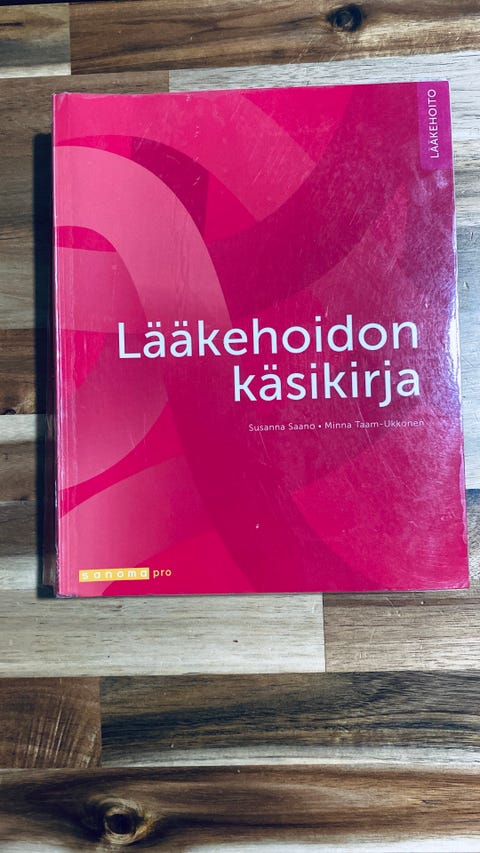 LÄÄKEHOITO
Lääkehoidon
käsikirja
Susanna Saano • Minna Taam-Ukkonen
sanoma pro